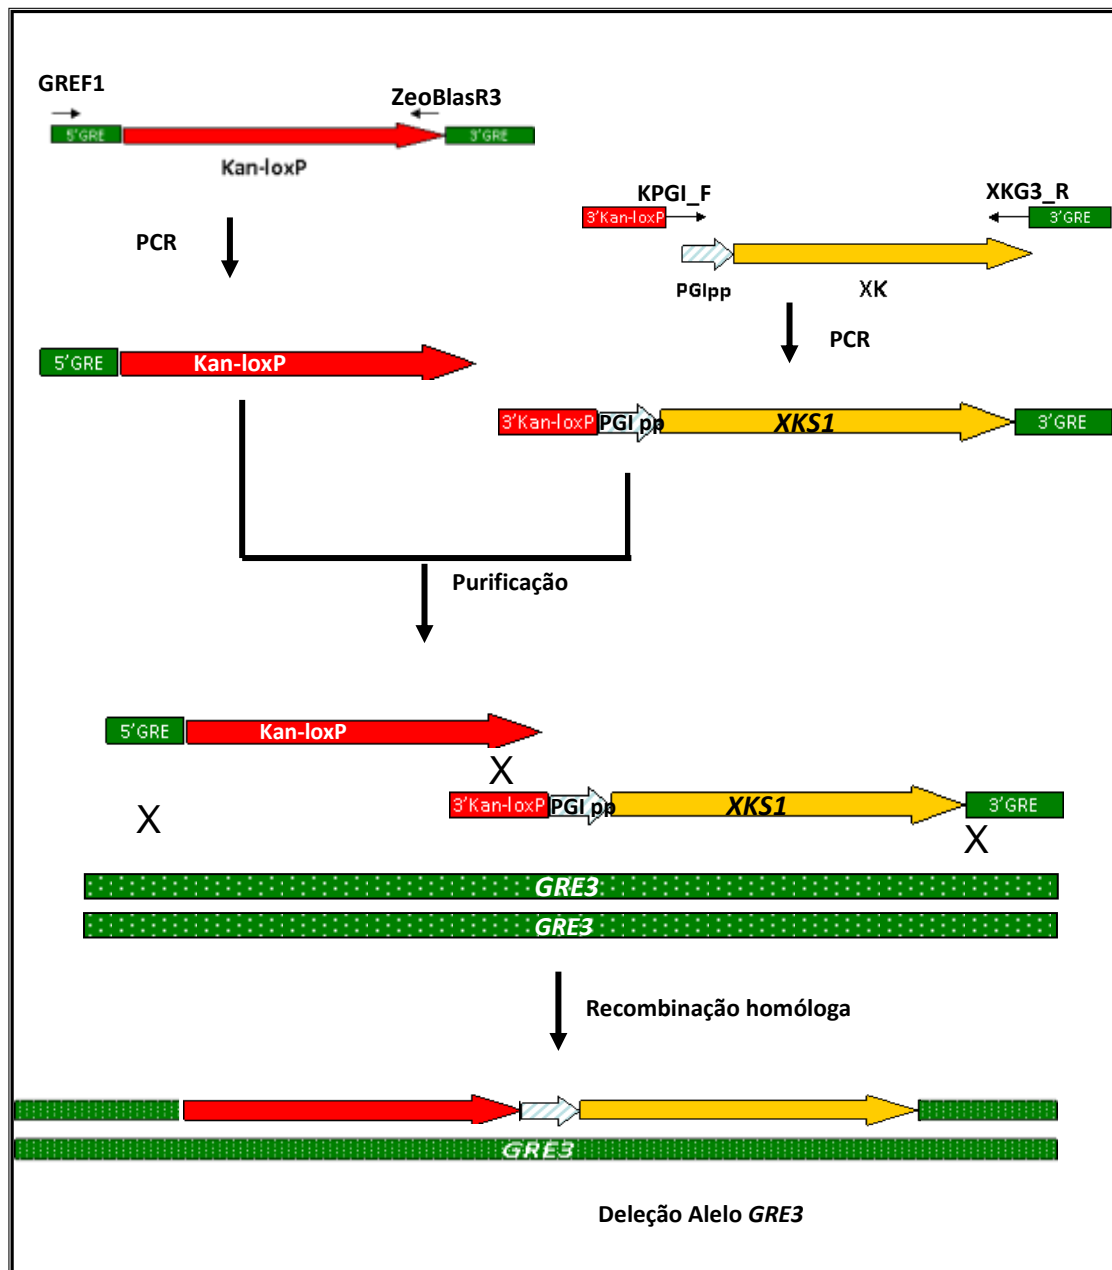 GREF1
ZeoBlasR3
5'GRE
3'GRE
Kan-loxP
KPGI_F
XKG3_R
3'Kan-loxP
3'GRE
PGIpp
XK
PCR
PCR
5'GRE
Kan-loxP
3'Kan-loxP
PGI pp
XKS1
3'GRE
Purificação
5'GRE
Kan-loxP
3'Kan-loxP
PGI pp
XKS1
3'GRE
X
X
X
GRE3
GRE3
Recombinação homóloga
GRE3
Deleção Alelo GRE3